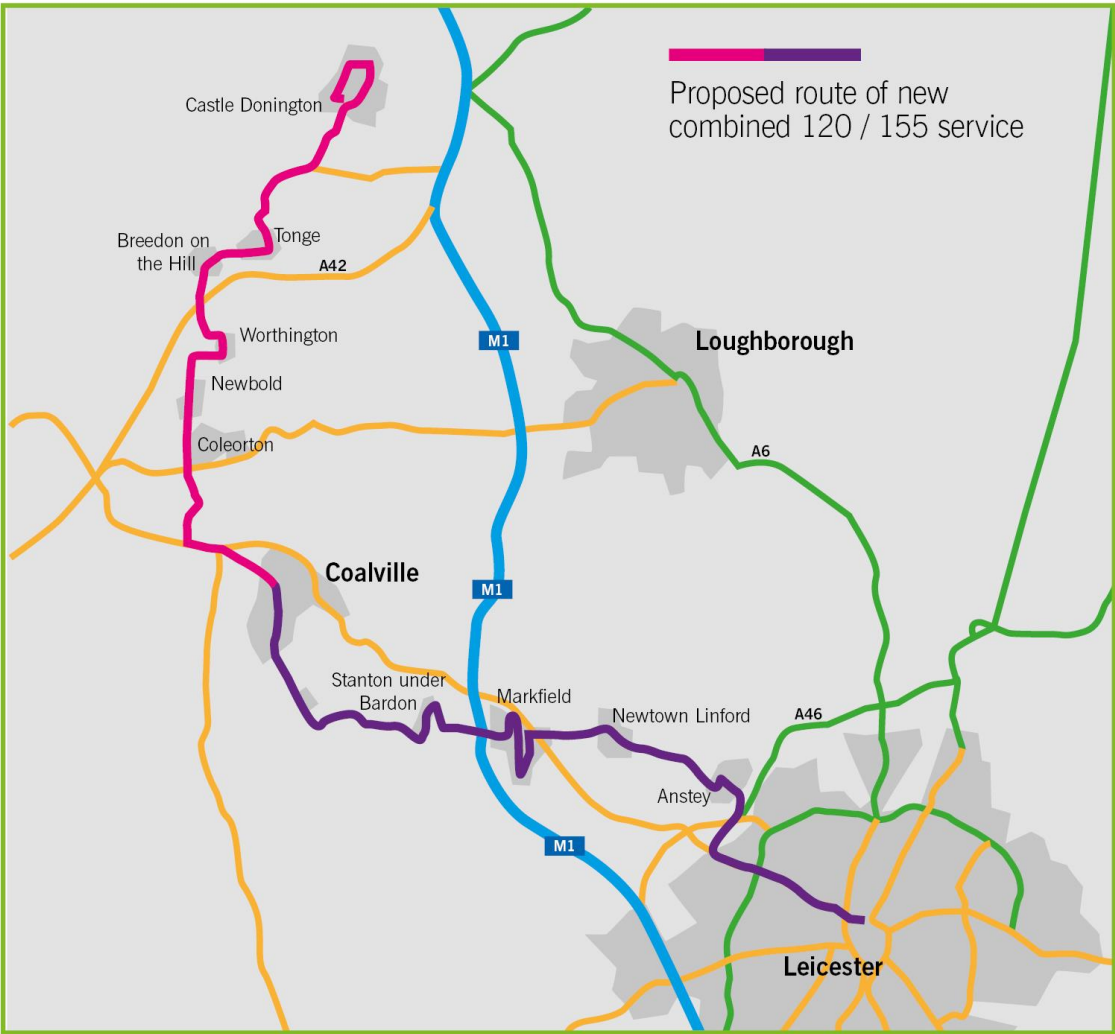 Proposed route of new
combined 120 / 155 service
Castle Donington
Tonge
Breedon on
the Hill
A42
M1
Worthington
Loughborough
Newbold
Coleorton
A6
Coalville
M1
Stanton under
Bardon
Markfield
Newtown Linford
A46
Anstey
M1
Leicester